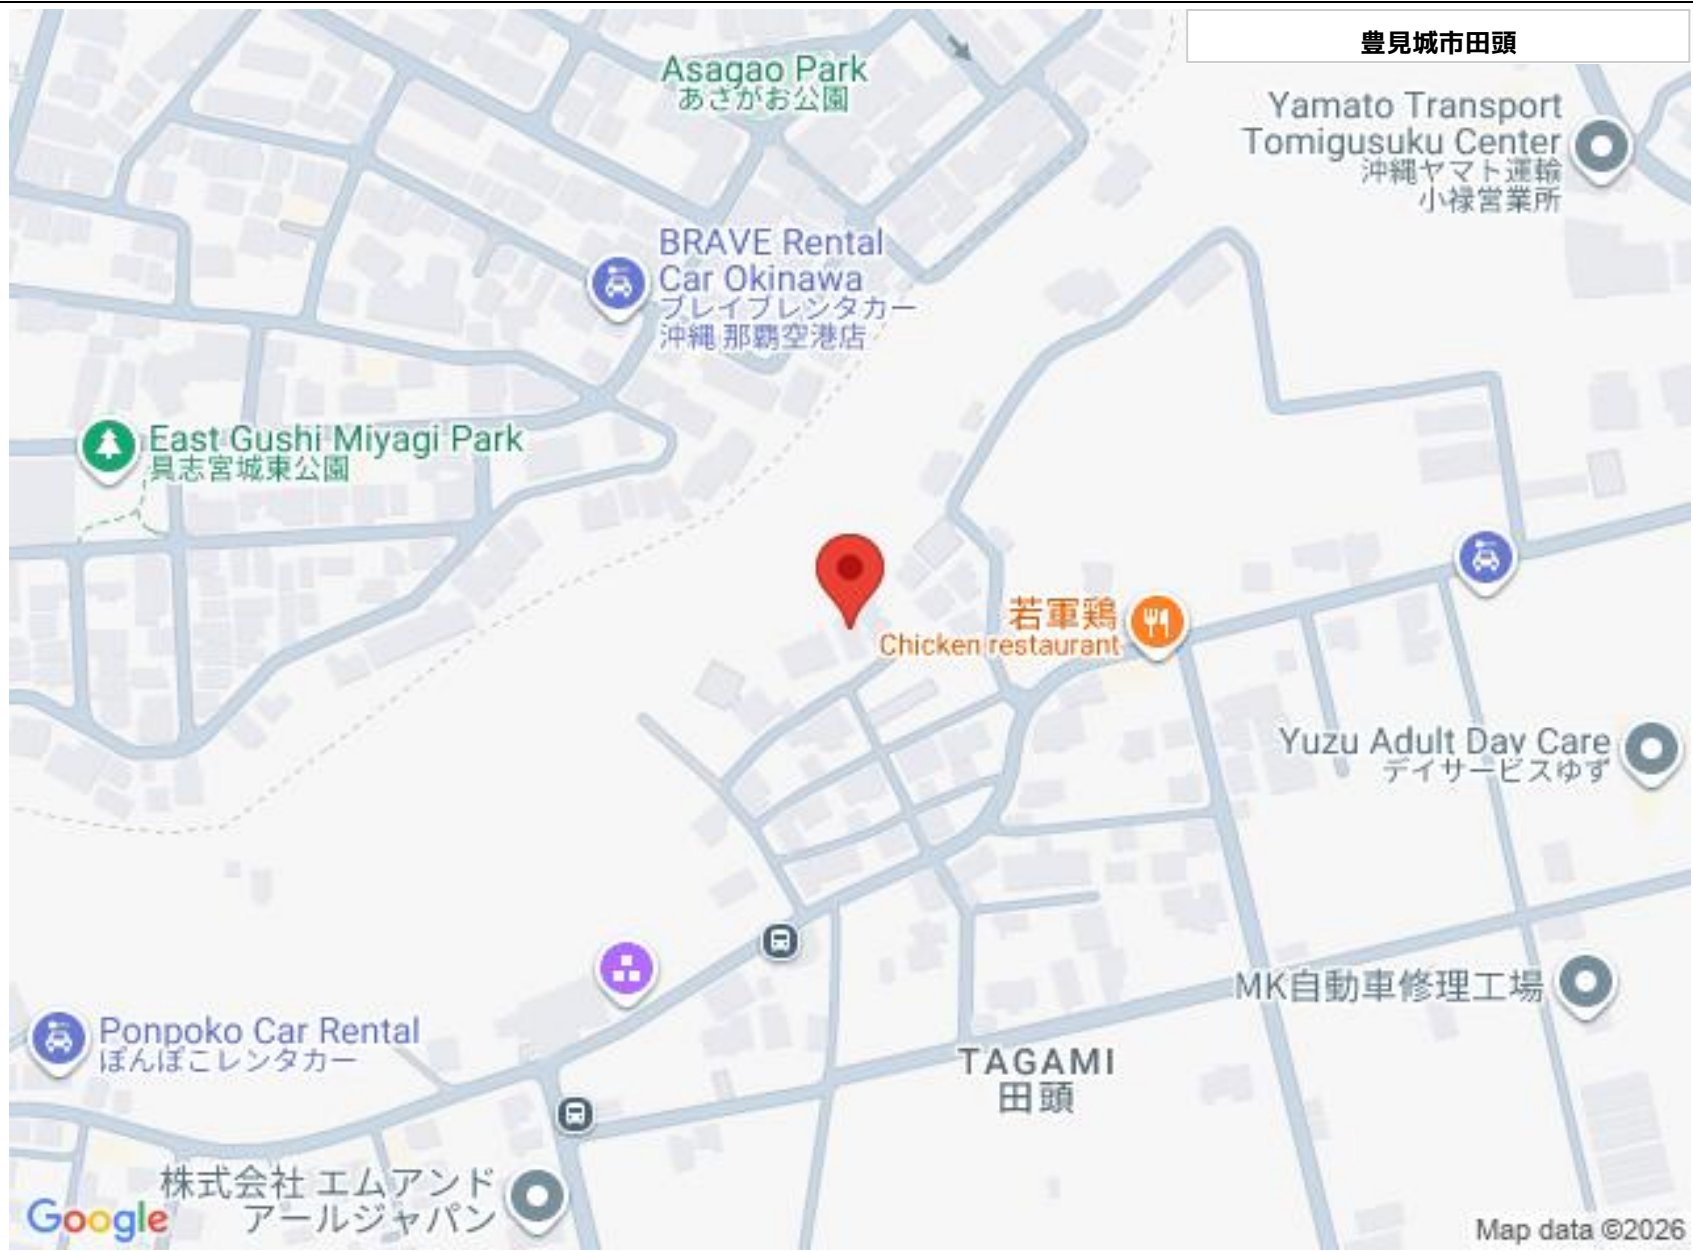 豊見城市田頭
Asagao Park
あさがお公園
Yamato Transport
Tomigusuku Center
沖縄ヤマト運輸
小禄営業所
BRAVE Rental
Car Okinawa
ブレイブレンタカー
沖縄 那覇空港店
East Gushi Miyagi Park
具志宮城東公園
若軍鶏
Chicken restaurant
Yuzu Adult Day Care
デイサービスゆず
MK自動車修理工場
Ponpoko Car Rental
ぽんぽこレンタカー
TAGAMI
田頭
株式会社 エムアンド
アールジャパン
Google
Map data ©2026